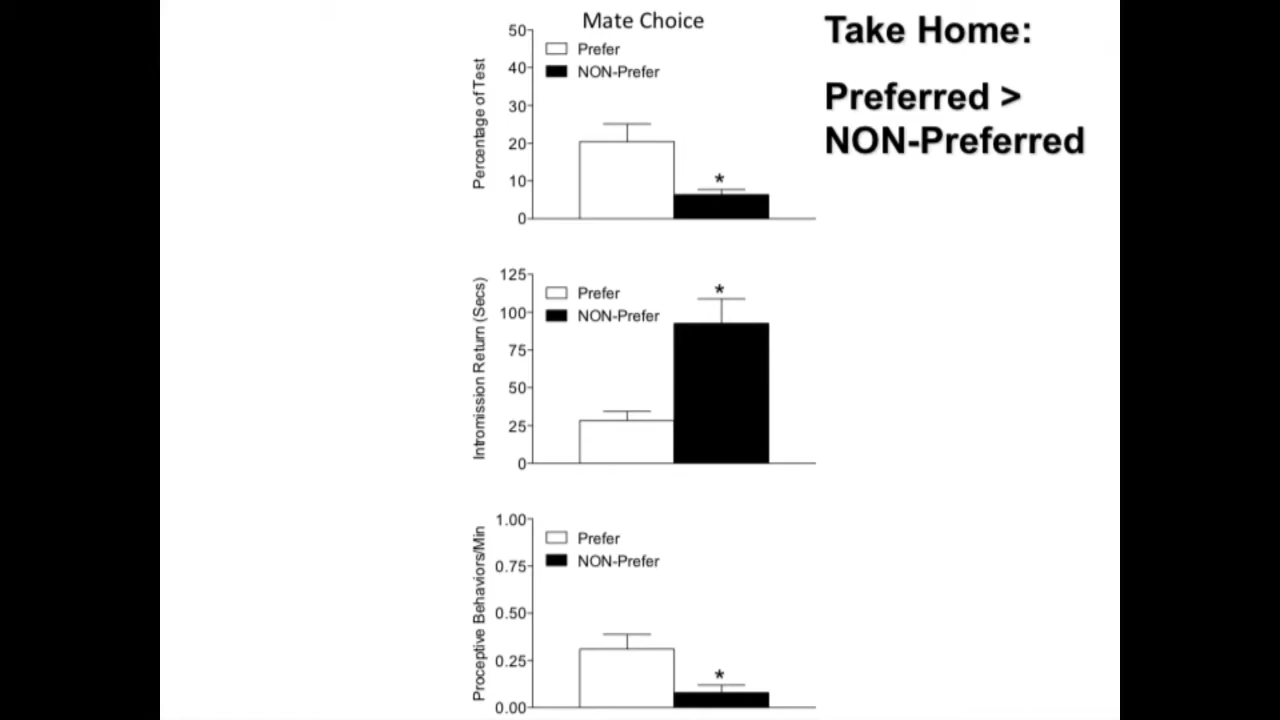 Mate Choice
Take Home:
Preferred >
NON-Preferred
Percentage of Test
50
40
30
20
10
0
Prefer
NON-Prefer
*
Intromission Return (Secs)
125
100
75
50
25
0
Prefer
NON-Prefer
*
Proceptive Behaviors/Min
1.00
0.75
0.50
0.25
0.00
Prefer
NON-Prefer
*